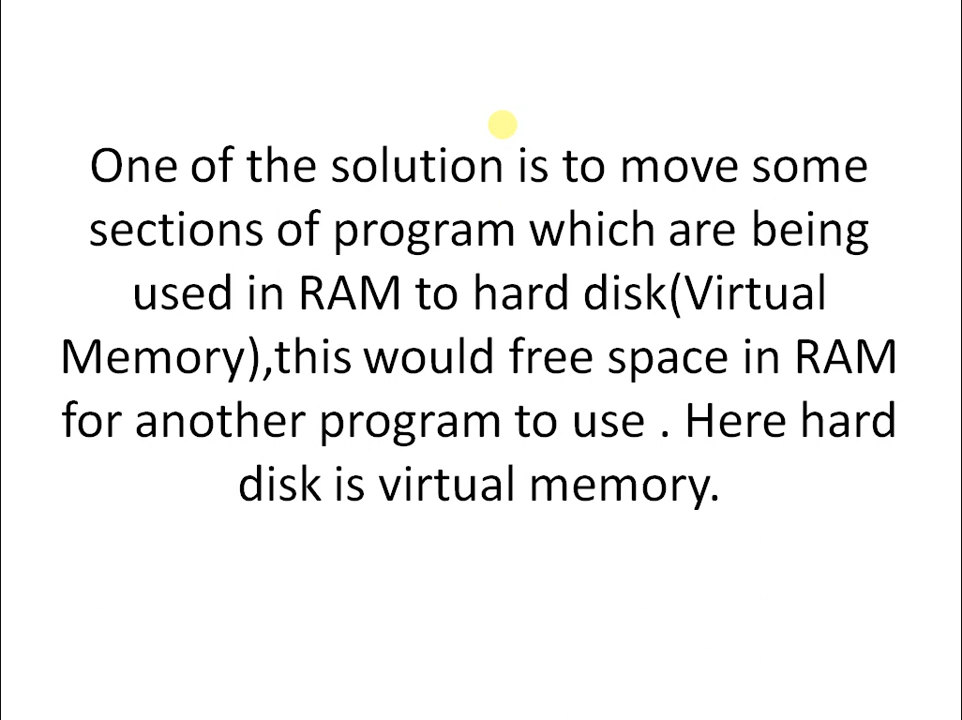 One of the solution is to move some
sections of program which are being
used in RAM to hard disk(Virtual
Memory),this would free space in RAM
for another program to use . Here hard
disk is virtual memory.